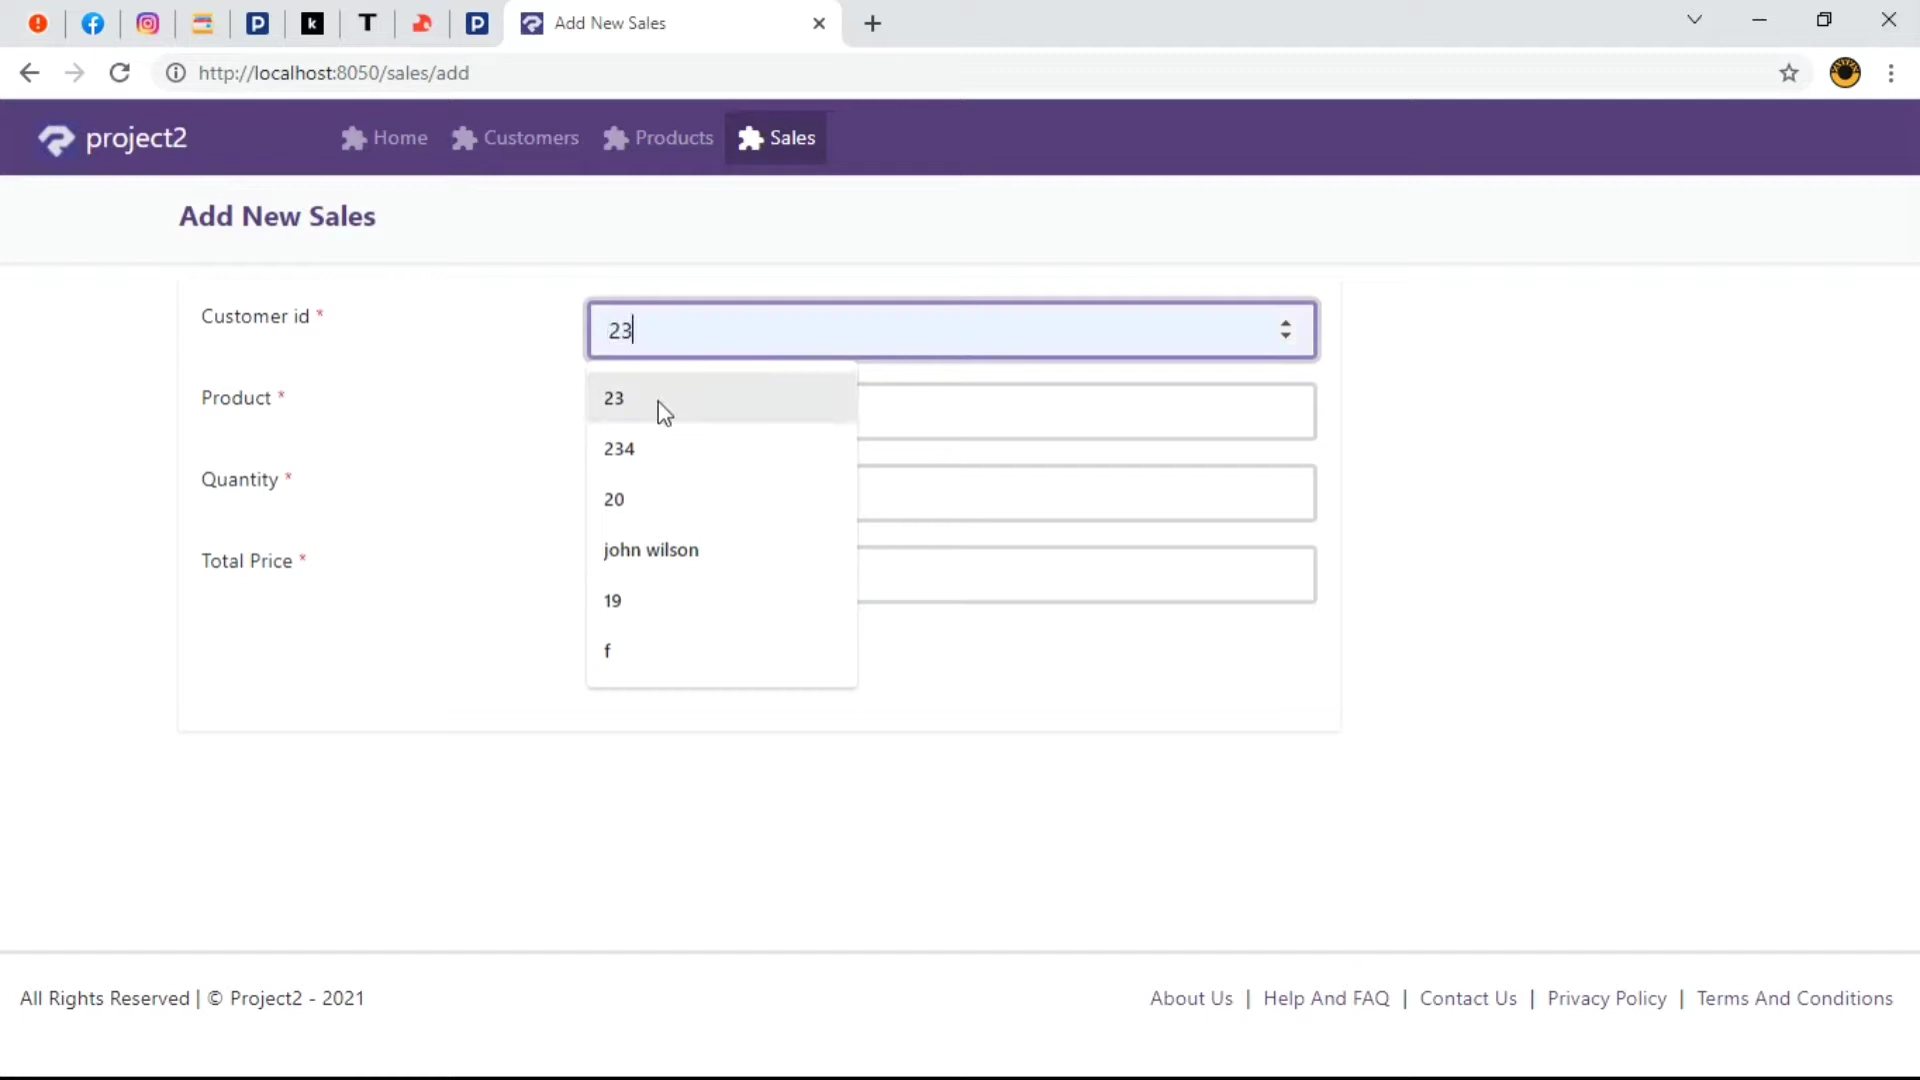 Add New Sales
http://localhost:8050/sales/add
project2
Home
Customers
Products
Sales
Add New Sales
Customer id *
23
Product *
23
234
Quantity *
20
john wilson
Total Price *
19
f
All Rights Reserved | © Project2 - 2021
About Us | Help And FAQ | Contact Us | Privacy Policy | Terms And Conditions